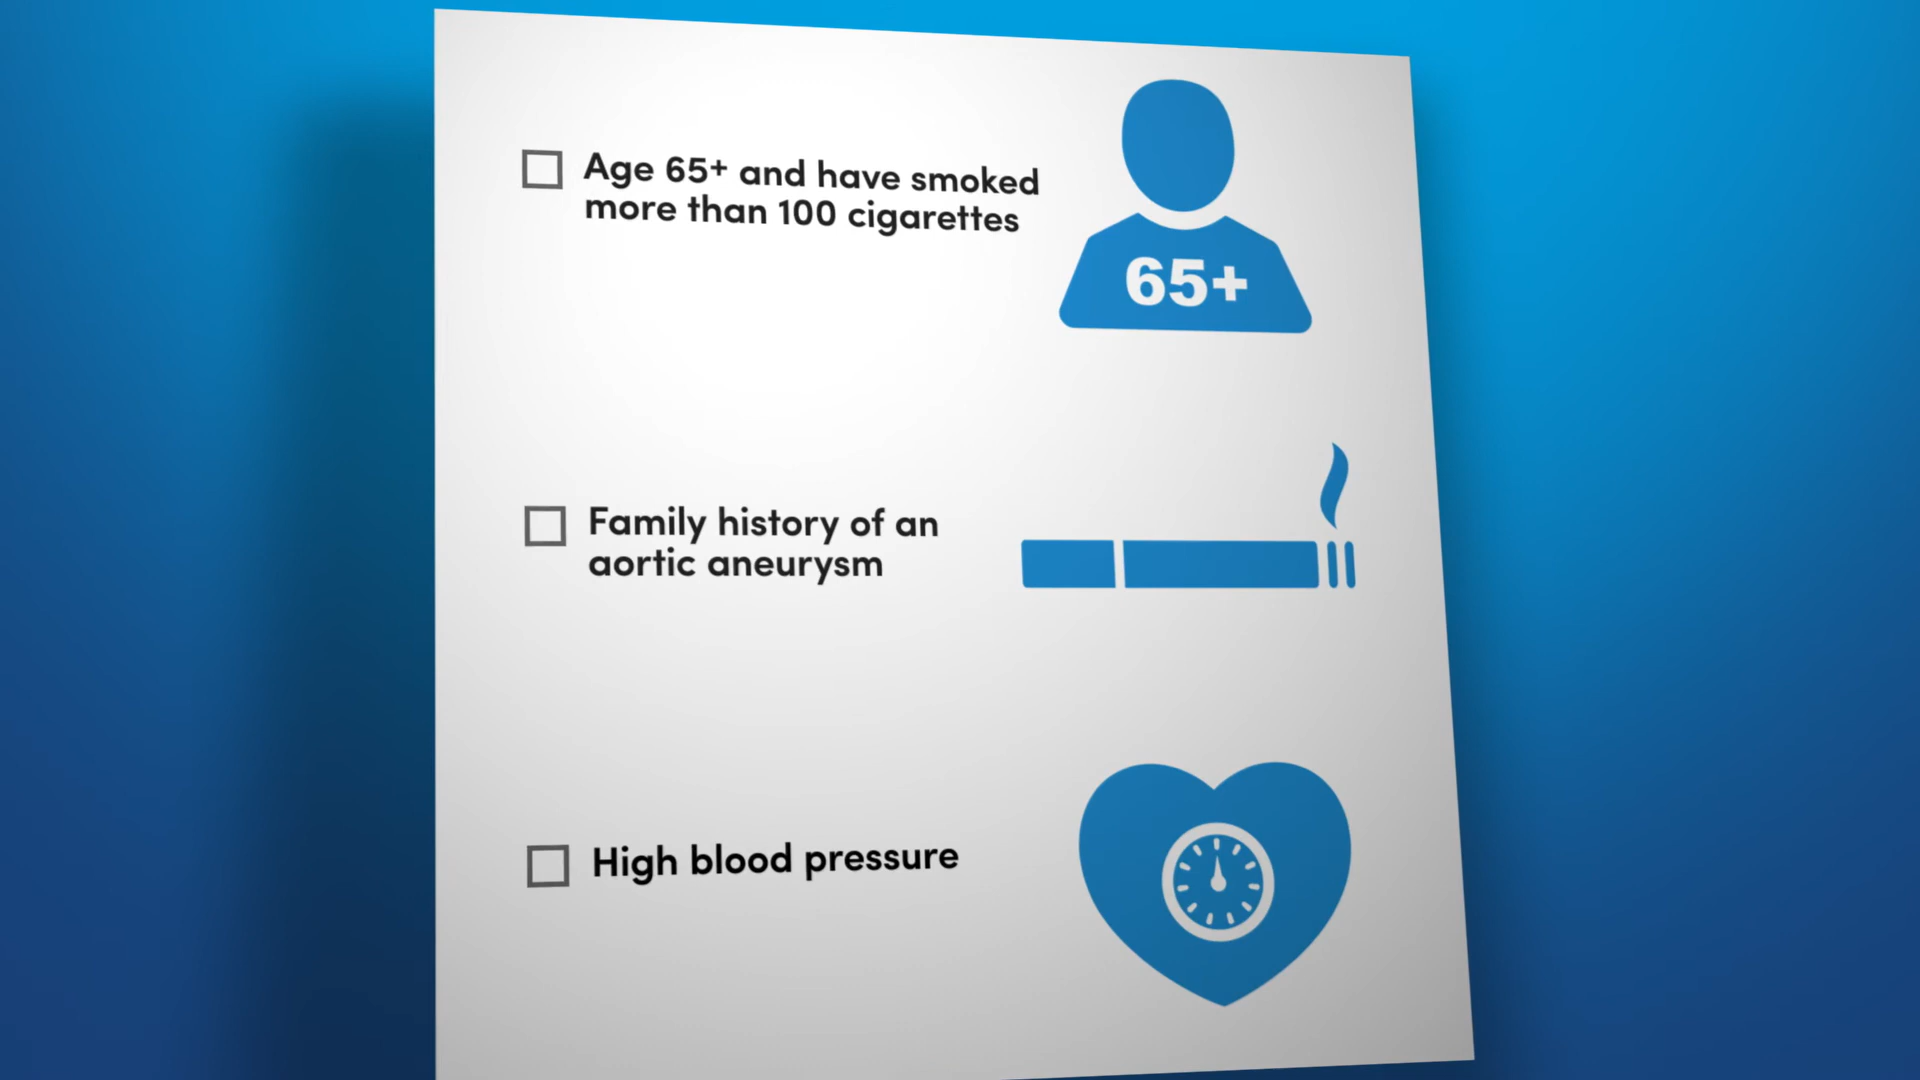 Age 65+ and have smoked
more than 100 cigarettes
65+
Family history of an
aortic aneurysm
High blood pressure